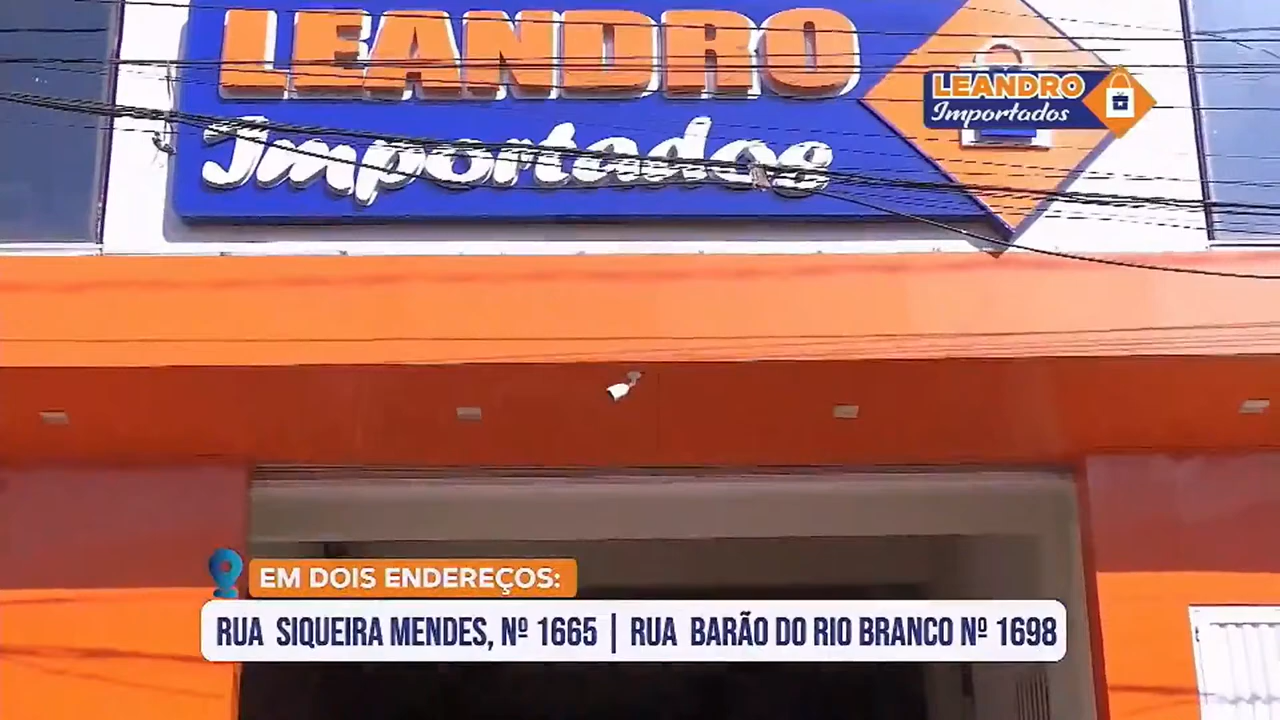 LEANDRO
Importados
LEANDRO
Importados
EM DOIS ENDEREÇOS:
RUA SIQUEIRA MENDES, Nº 1665 | RUA BARÃO DO RIO BRANCO Nº 1698